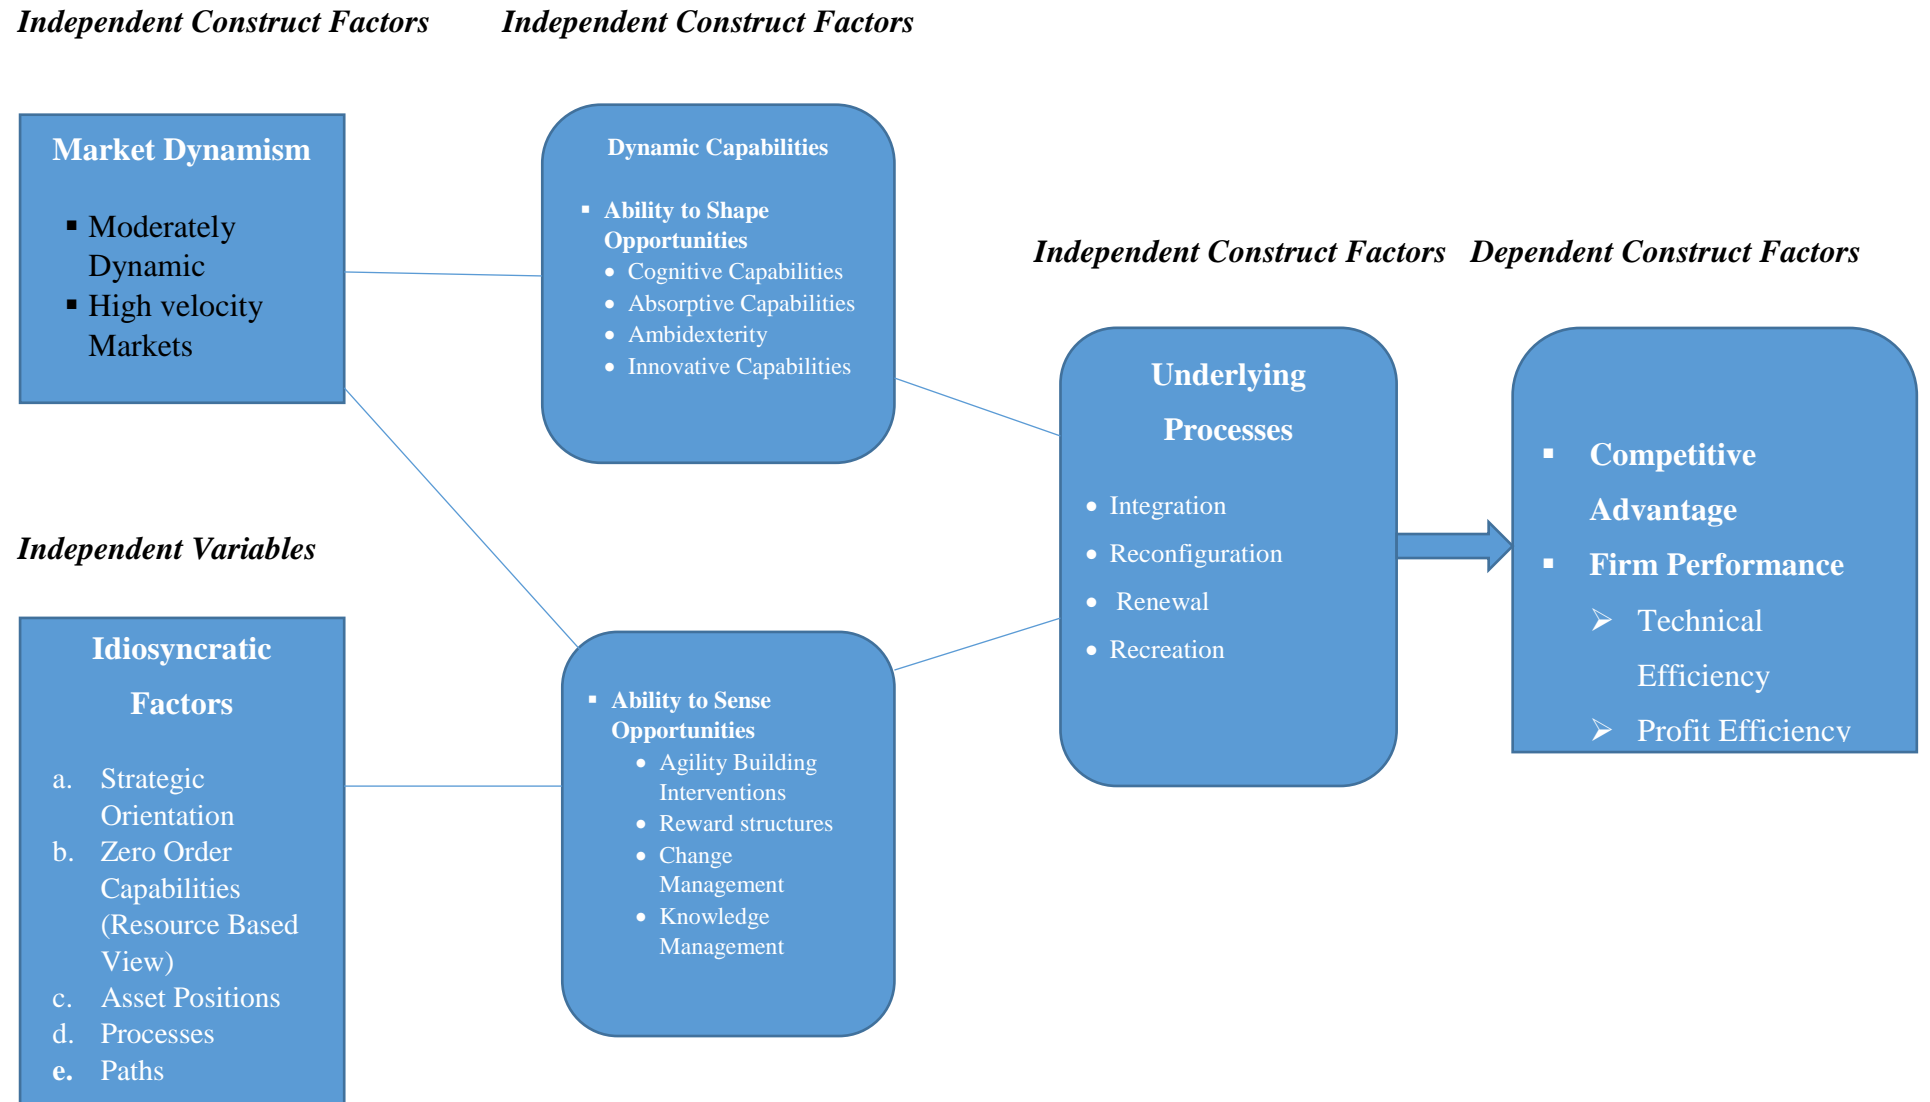 Independent Construct Factors
Independent Construct Factors
Market Dynamism
▪ Moderately
Dynamic
▪ High velocity
Markets
Dynamic Capabilities
▪ Ability to Shape
Opportunities
• Cognitive Capabilities
• Absorptive Capabilities
• Ambidexterity
• Innovative Capabilities
Independent Construct Factors
Dependent Construct Factors
Underlying
Processes
• Integration
• Reconfiguration
• Renewal
• Recreation
▪ Competitive
Advantage
▪ Firm Performance
➢ Technical
Efficiency
➢ Profit Efficiency
Independent Variables
Idiosyncratic
Factors
a. Strategic
Orientation
b. Zero Order
Capabilities
(Resource Based
View)
c. Asset Positions
d. Processes
e. Paths
▪ Ability to Sense
Opportunities
• Agility Building
Interventions
• Reward structures
• Change
Management
• Knowledge
Management